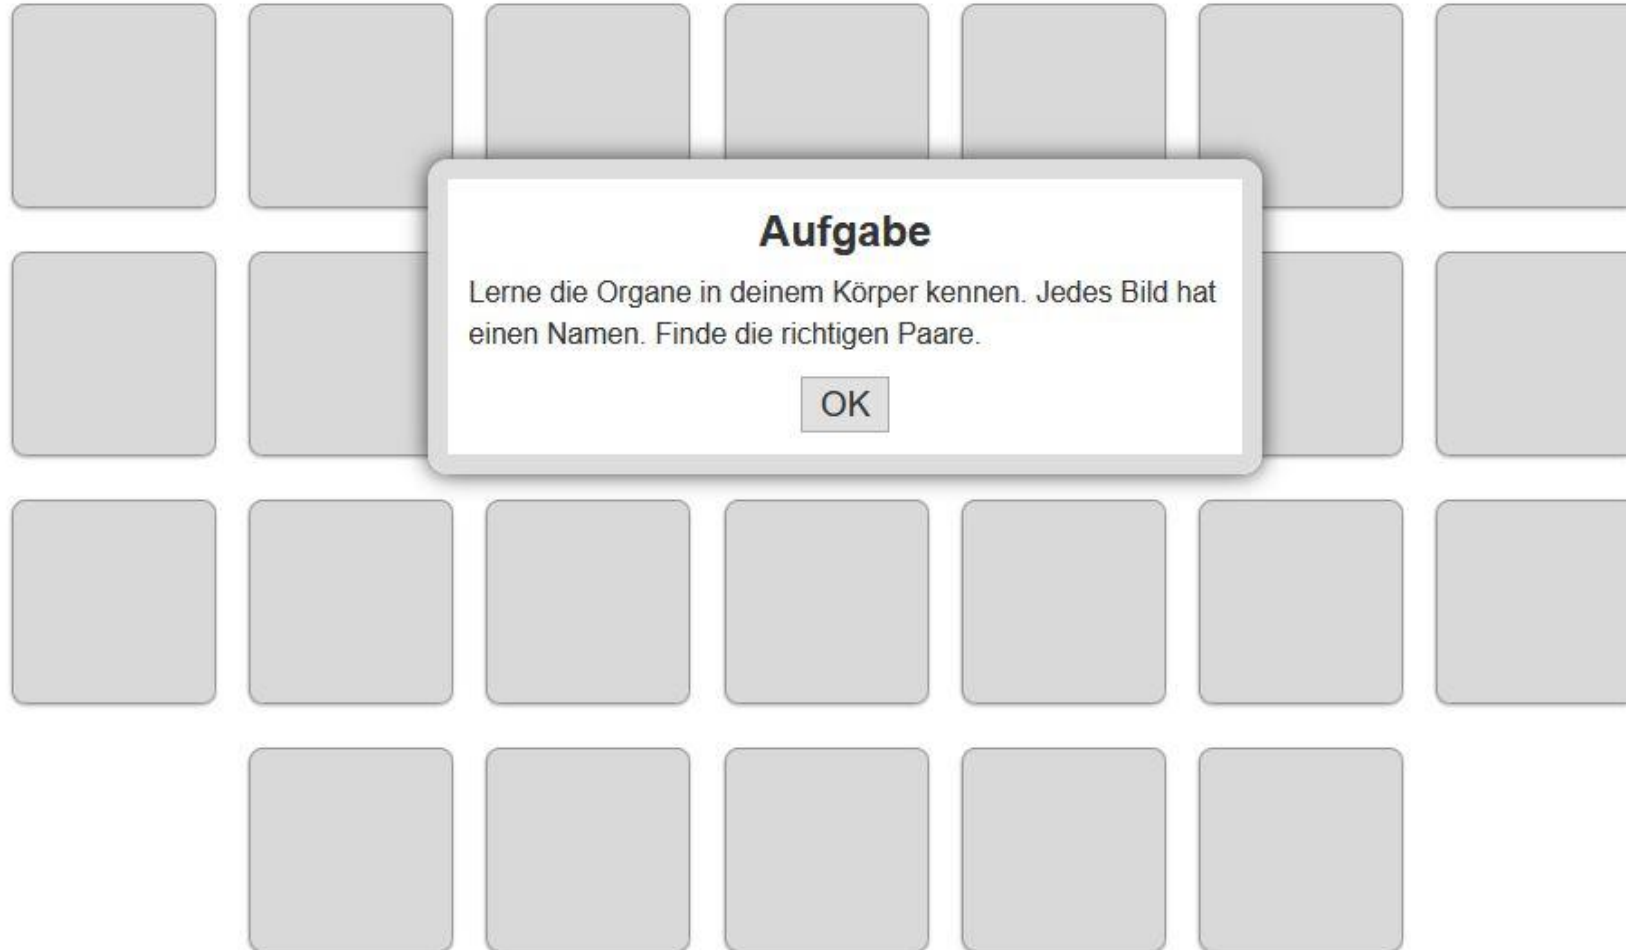 Aufgabe
Lerne die Organe in deinem Körper kennen. Jedes Bild hat
einen Namen. Finde die richtigen Paare.
OK